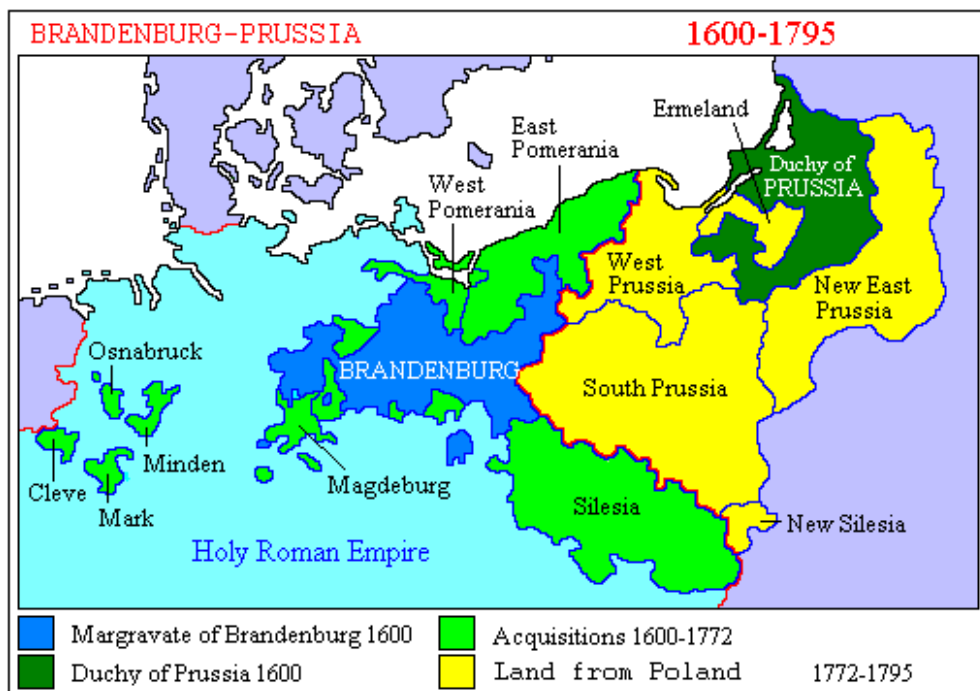 BRANDENBURG-PRUSSIA 1600-1795
Ermeland
East
Pomerania
West
Pomerania
Duchy of
PRUSSIA
West
Prussia
New East
Prussia
Osnabruck
BRANDENBURG
South Prussia
Minden
Cleve
Mark
Magdeburg
Silesia
New Silesia
Holy Roman Empire
Margravate of Brandenburg 1600
Acquisitions 1600-1772
Duchy of Prussia 1600
Land from Poland 1772-1795